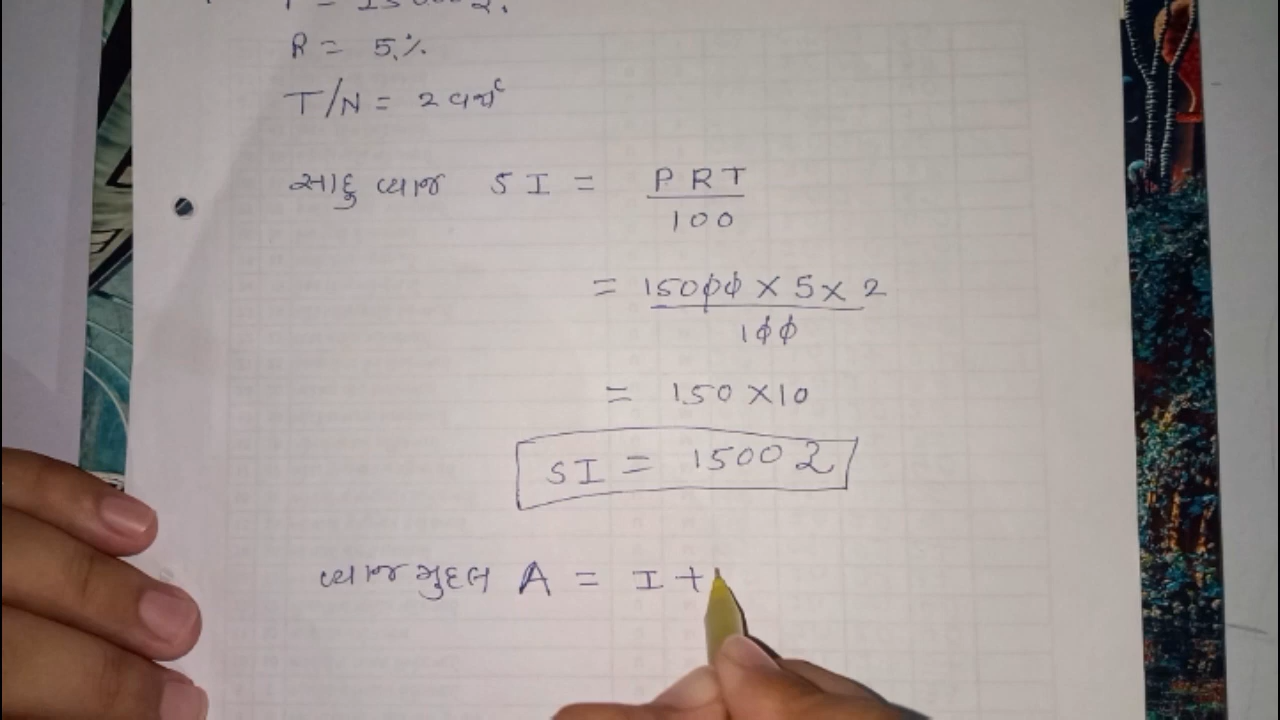 R = 5%
T/N = 2 વર્ષ
સાદુ વ્યાજ SI = PRT
100
= 15000 × 5 × 2
100
= 150 × 10
SI = 1500 રૂ
વ્યાજમુદલ A = I +